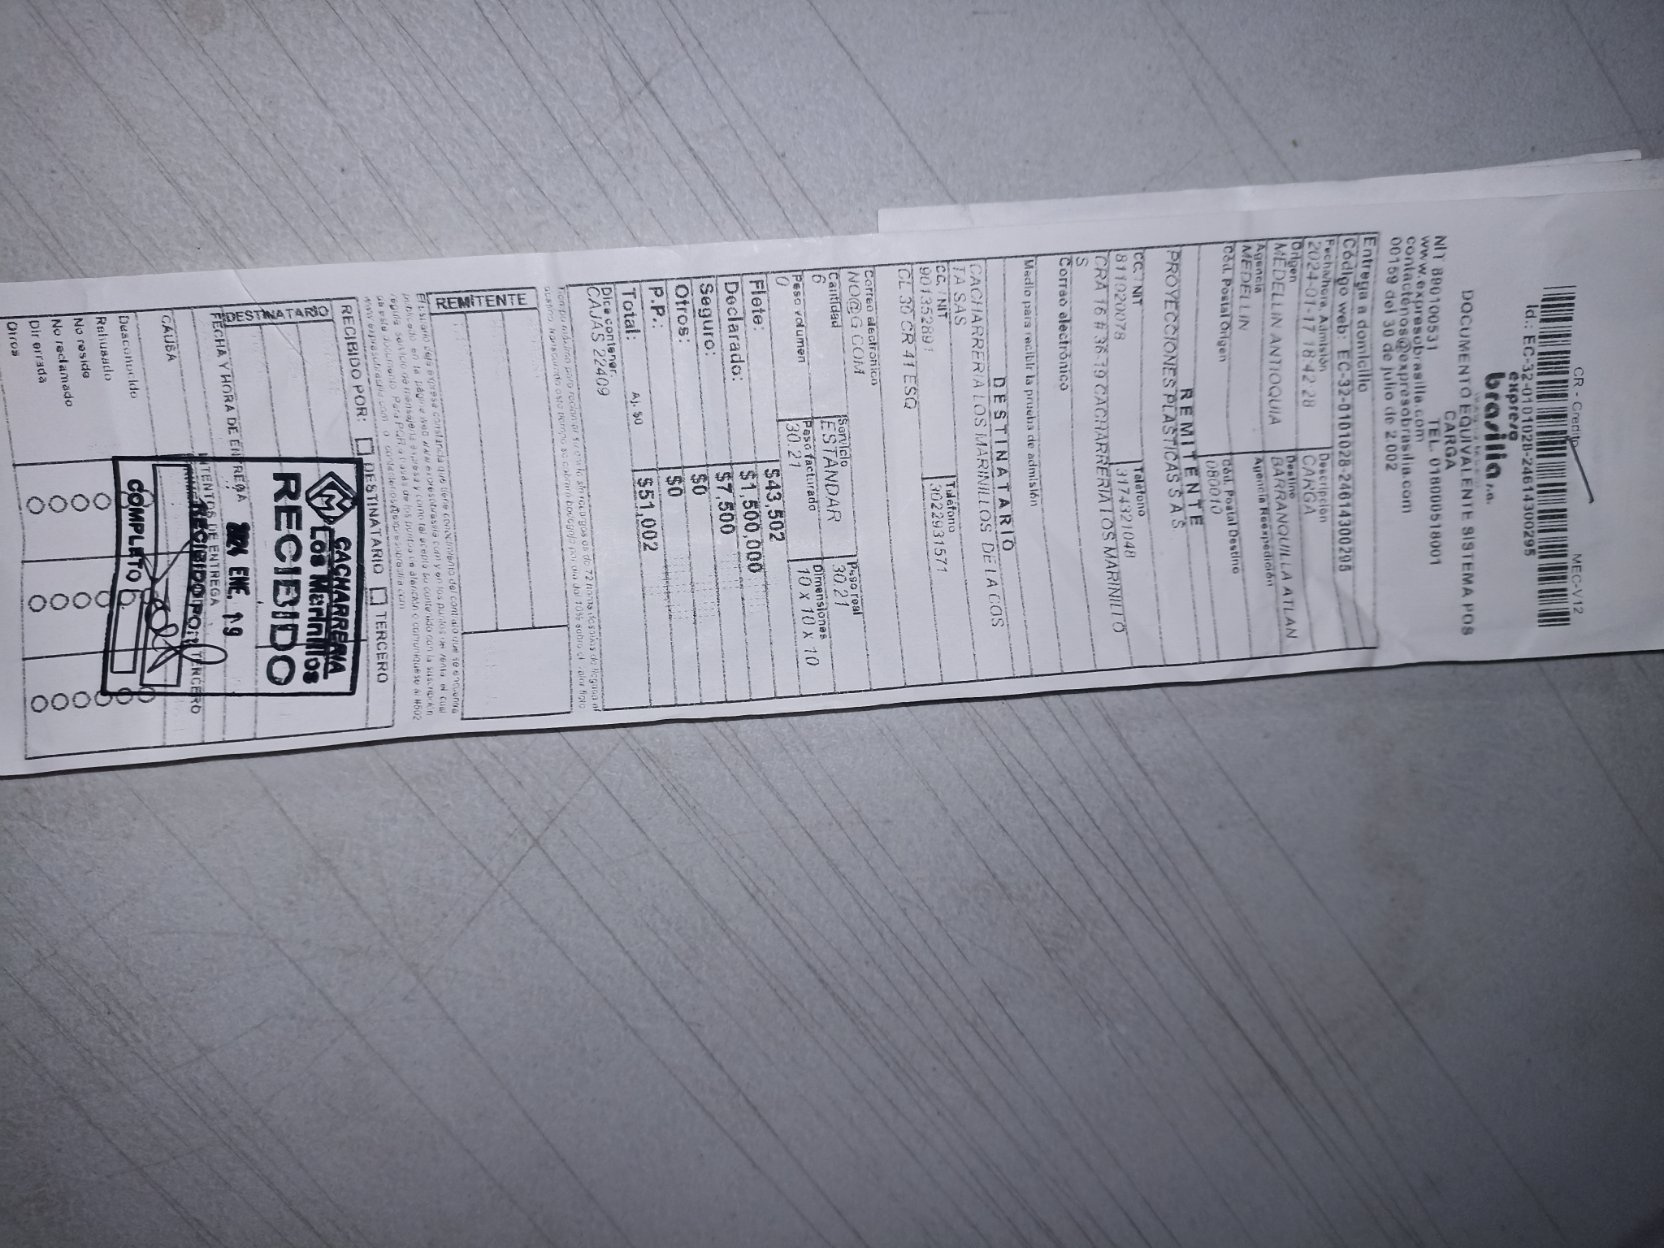 CR - Credito MEC-V12
Id.: EC-32-0101028-24614300295
expreso
brasilia s.a.
DOCUMENTO EQUIVALENTE SISTEMA POS
CARGA
NIT 890100531 TEL. 018000518001
www.expresobrasilia.com
contactenos@expresobrasilia.com
00159 del 30 de julio de 2.002
Entrega a domicilio
Código web: EC-32-0101028-24614300295
Fecha/hora Admisión Descripción
2024-01-17 18:42:28 CARGA
Origen Destino
MEDELLIN ANTIOQUIA BARRANQUILLA ATLAN
Agencia Agencia Reexpedición
MEDELLIN
Cód. Postal Origen Cód. Postal Destino
080010
REMITENTE
PROYECCIONES PLASTICAS S A S
CC. / NIT Teléfono
811020078 3174321048
CRA 16 # 36-19 CACHARRERIA LOS MARINILLO
S
Correo electrónico
Medio para recibir la prueba de admisión
DESTINATARIO
CACHARRERIA LOS MARINILLOS DE LA COS
TA SAS
CC. / NIT Teléfono
901352891 3022931571
CL 30 CR 41 ESQ
Correo electrónico
NO@G.COM
Cantidad Servicio Peso real
6 ESTANDAR 30.21
Peso volumen Peso facturado Dimensiones
0 30.21 10 x 10 x 10
Flete: $43,502
Declarado: $1,500,000
Seguro: $7,500
Otros: $0
P.P.: $0
Total: Aj. $0 $51,002
Dice contener:
CAJAS 22409
REMITENTE
RECIBIDO POR: DESTINATARIO TERCERO
DESTINATARIO
CACHARRERIA
Los Marinillos
RECIBIDO
FECHA Y HORA DE ENTREGA
ENE. 19
INTENTOS DE ENTREGA
TERCERO
RECIBIDO POR:
CAUSA
COMPLETO
Desconocido
Rehusado
No reside
No reclamado
Dir errada
Otros